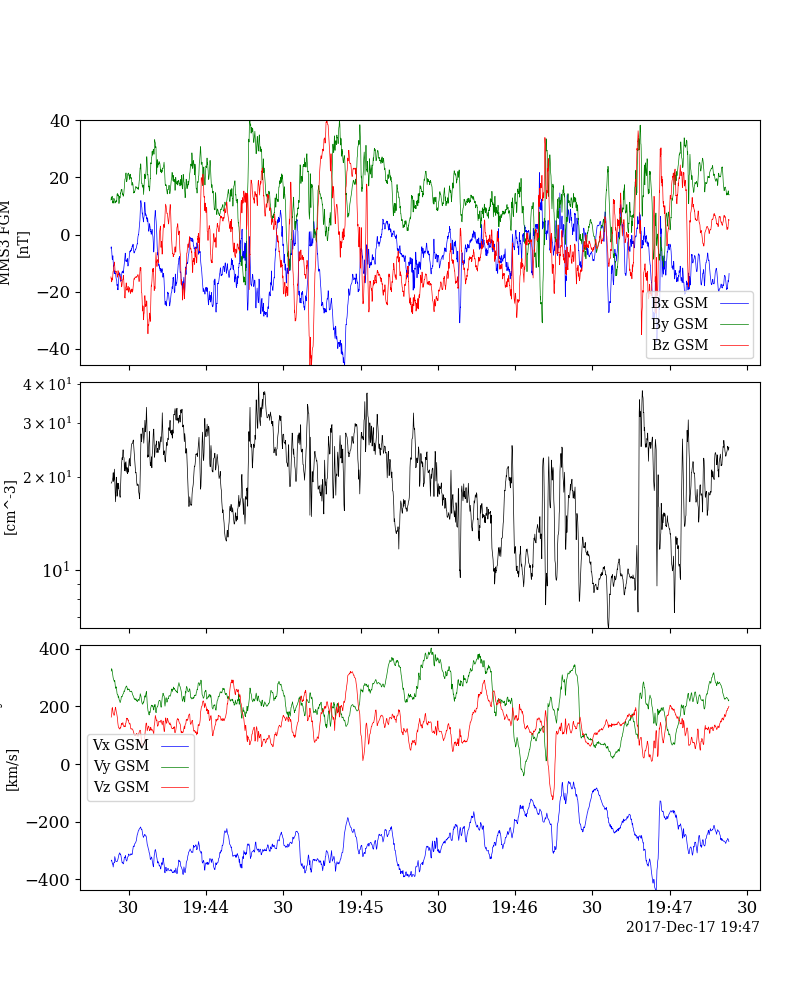 40
20
0
−20
−40
MMS3 FGM
[nT]
Bx GSM
By GSM
Bz GSM
4 × 10¹
3 × 10¹
2 × 10¹
10¹
[cm^-3]
400
200
0
−200
−400
[km/s]
Vx GSM
Vy GSM
Vz GSM
30 19:44 30 19:45 30 19:46 30 19:47 30
2017-Dec-17 19:47